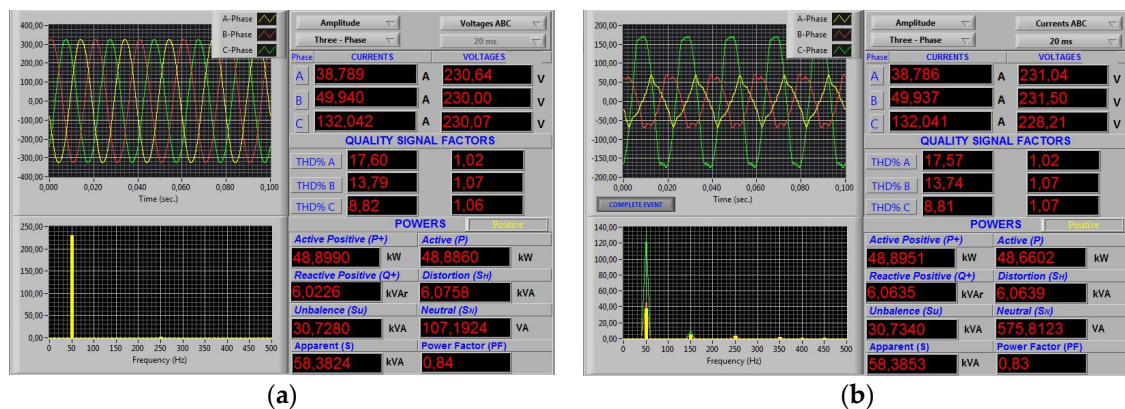 A-Phase
B-Phase
C-Phase
400,00
300,00
200,00
100,00
0,00
-100,00
-200,00
-300,00
-400,00
0,000 0,020 0,040 0,060 0,080 0,100
Time (sec.)
250,00
200,00
150,00
100,00
50,00
0,00
0 50 100 150 200 250 300 350 400 450 500
Frequency (Hz)
Amplitude Voltages ABC
Three - Phase 20 ms
Phase CURRENTS VOLTAGES
A 38,789 A 230,64 V
B 49,940 A 230,00 V
C 132,042 A 230,07 V
QUALITY SIGNAL FACTORS
THD% A 17,60 1,02
THD% B 13,79 1,07
THD% C 8,82 1,06
POWERS Positive
Active Positive (P+) Active (P)
48,8990 kW 48,8860 kW
Reactive Positive (Q+) Distortion (SH)
6,0226 kVAr 6,0758 kVA
Unbalence (Su) Neutral (SN)
30,7280 kVA 107,1924 VA
Apparent (S) Power Factor (PF)
58,3824 kVA 0,84
(a)
A-Phase
B-Phase
C-Phase
200,00
150,00
100,00
50,00
0,00
-50,00
-100,00
-150,00
-200,00
0,000 0,020 0,040 0,060 0,080 0,100
Time (sec.)
COMPLETE EVENT
140,00
120,00
100,00
80,00
60,00
40,00
20,00
0,00
0 50 100 150 200 250 300 350 400 450 500
Frequency (Hz)
Amplitude Currents ABC
Three - Phase 20 ms
Phase CURRENTS VOLTAGES
A 38,786 A 231,04 V
B 49,937 A 231,50 V
C 132,041 A 228,21 V
QUALITY SIGNAL FACTORS
THD% A 17,57 1,02
THD% B 13,74 1,07
THD% C 8,81 1,07
POWERS Positive
Active Positive (P+) Active (P)
48,8951 kW 48,6602 kW
Reactive Positive (Q+) Distortion (SH)
6,0635 kVAr 6,0639 kVA
Unbalence (Su) Neutral (SN)
30,7340 kVA 575,8123 VA
Apparent (S) Power Factor (PF)
58,3853 kVA 0,83
(b)